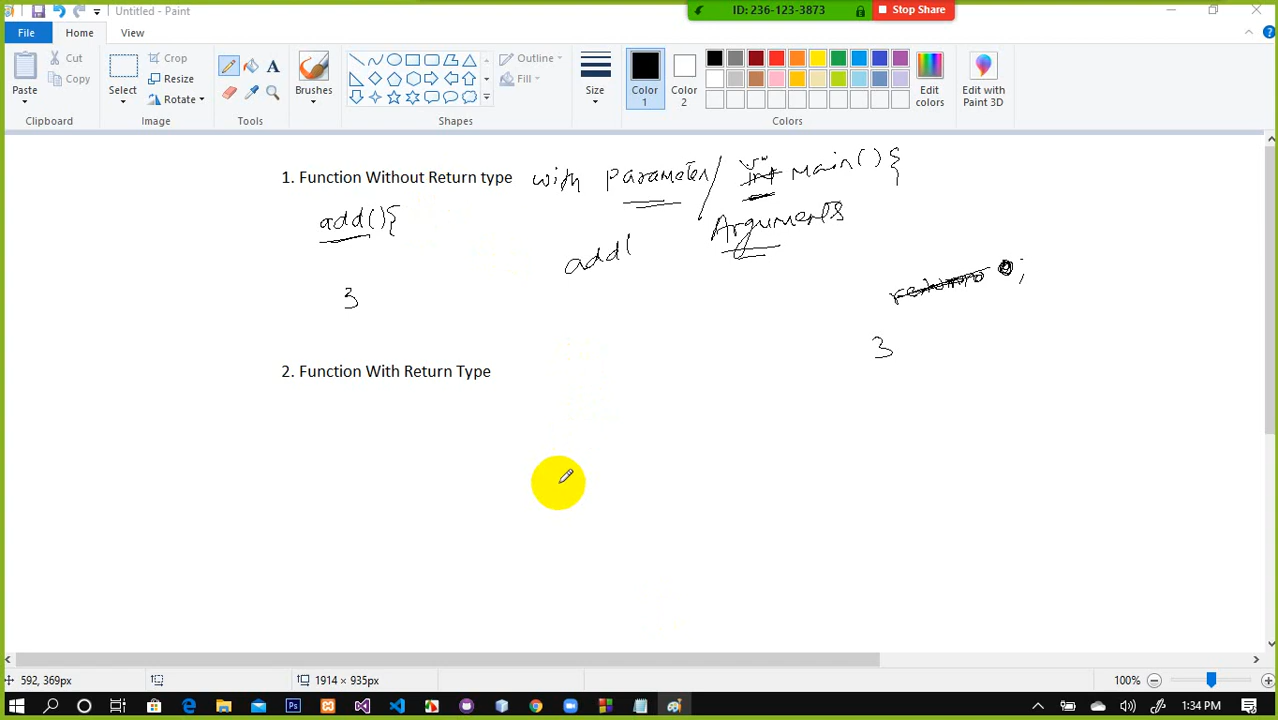 Untitled - Paint
ID: 236-123-3873
Stop Share
File
Home
View
Paste
Cut
Copy
Clipboard
Select
Crop
Resize
Rotate
Image
Tools
Brushes
Shapes
Outline
Fill
Size
Color 1
Color 2
Colors
Edit colors
Edit with Paint 3D
1. Function Without Return type with parameter/ int main(){
add(){
Arguments
add(
return 0;
2. Function With Return Type
592, 369px
1914 × 935px
100%
1:34 PM